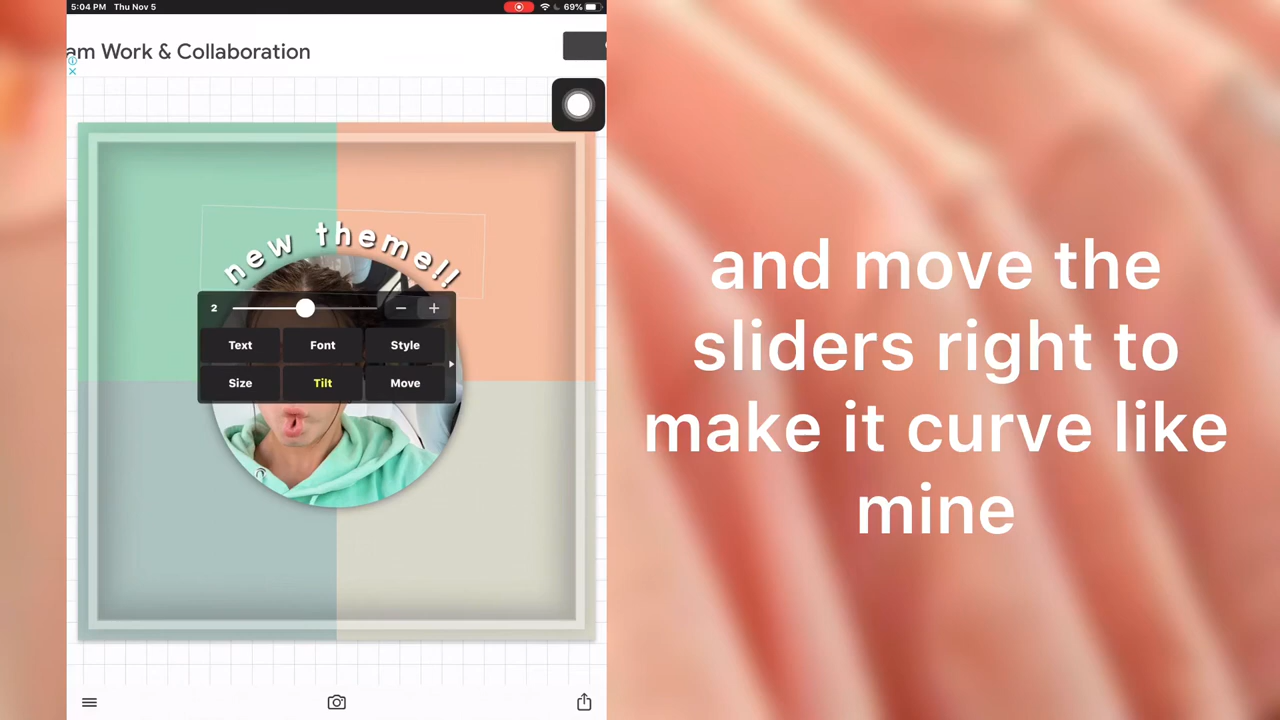 5:04 PM Thu Nov 5
69%
am Work & Collaboration
new theme!!
2
Text Font Style
Size Tilt Move
and move the
sliders right to
make it curve like
mine